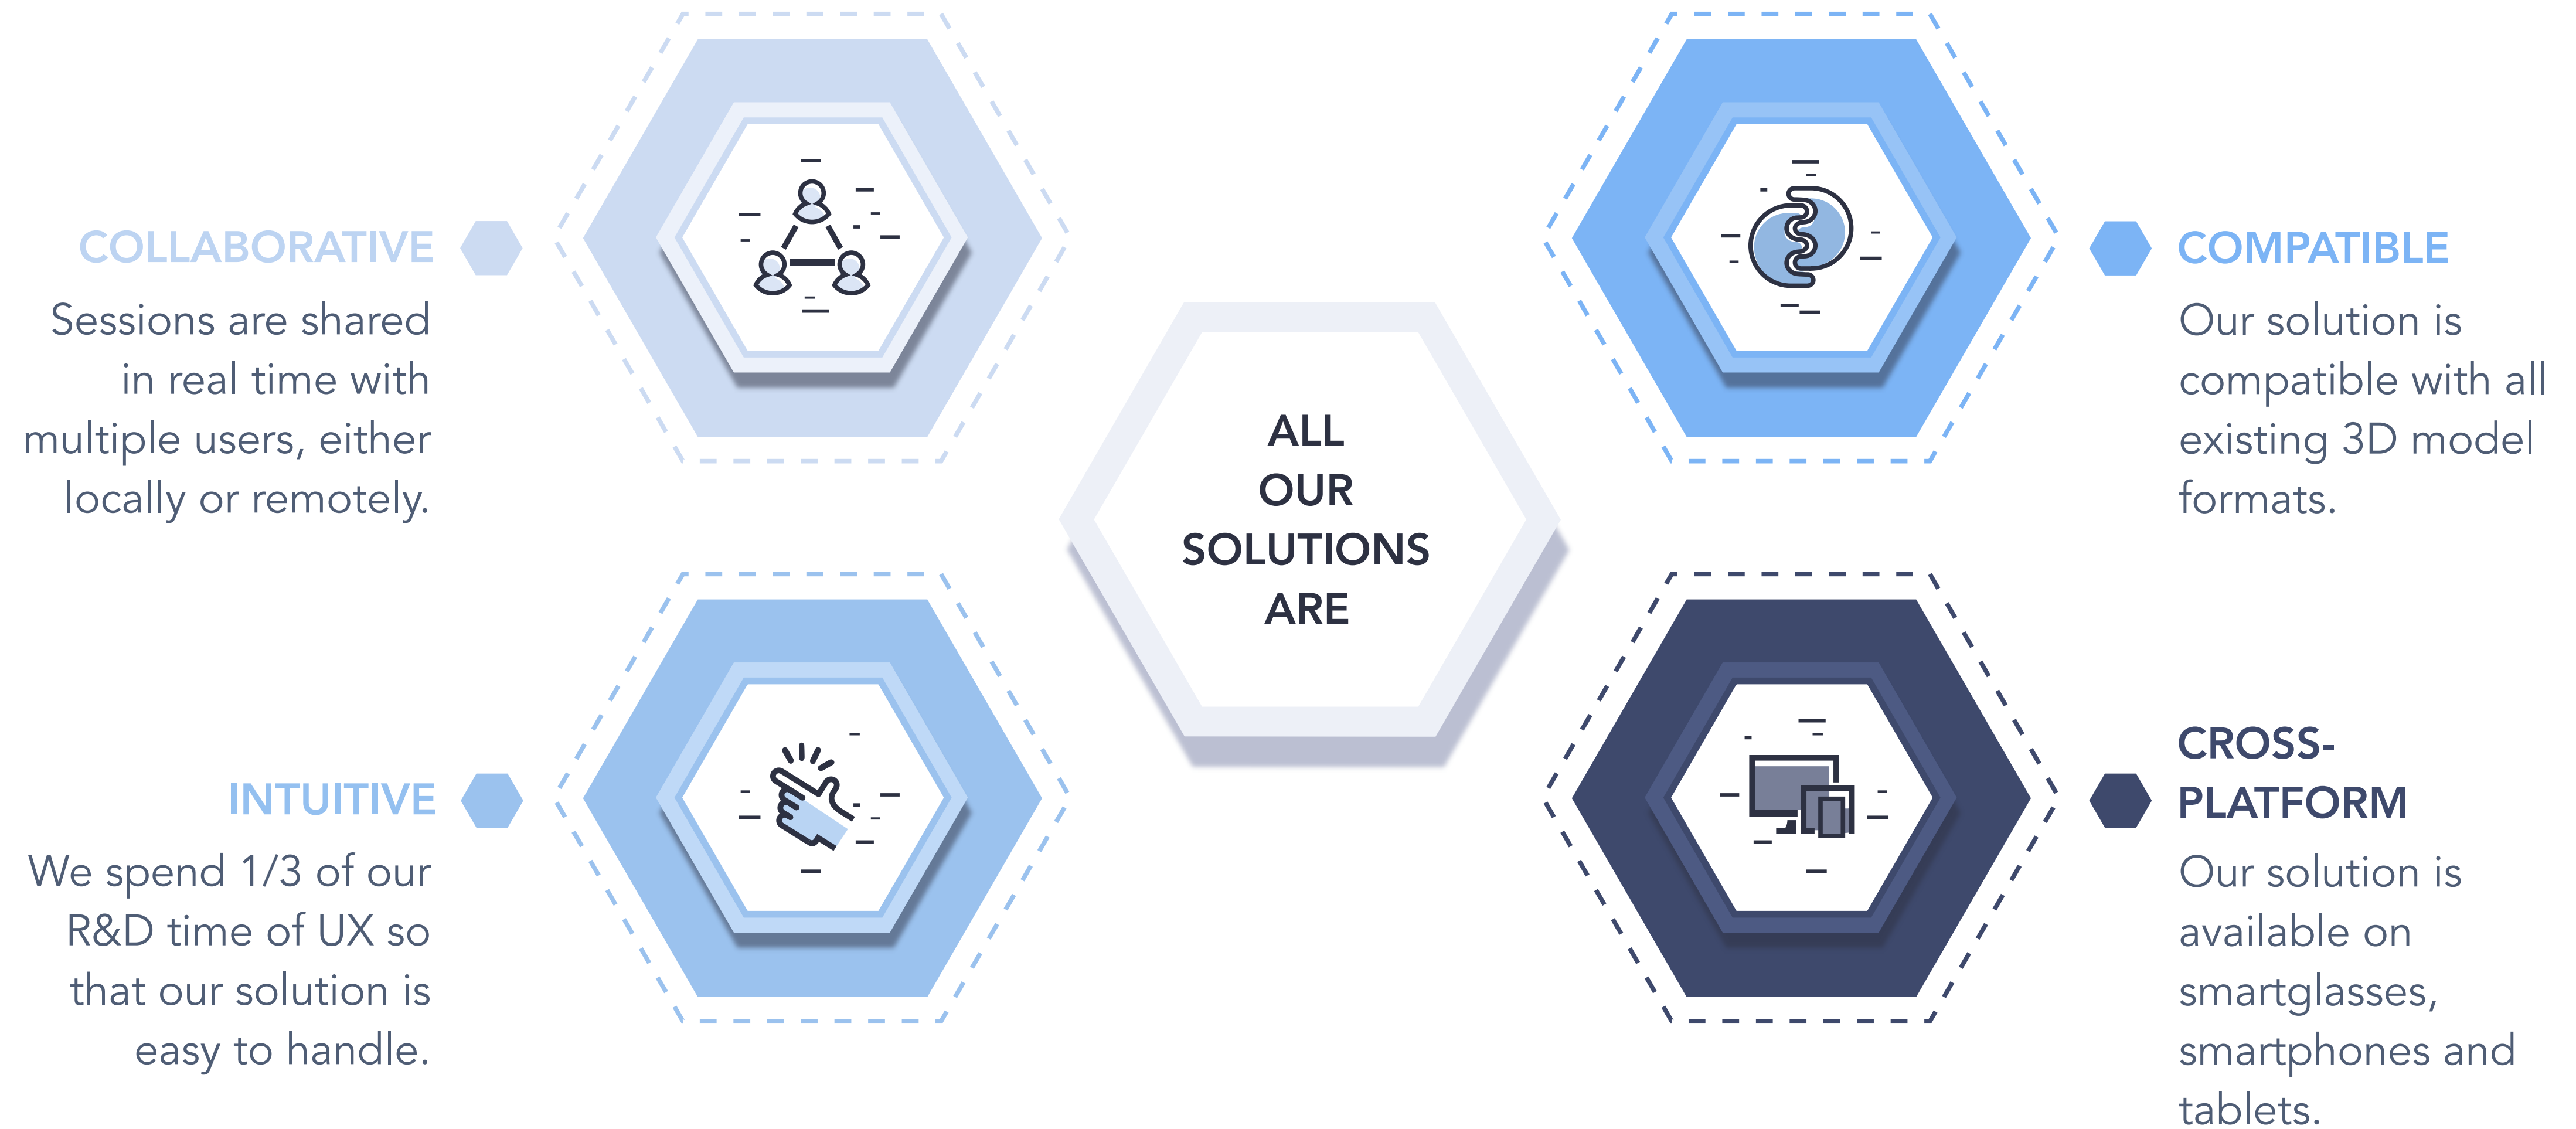 COLLABORATIVE
Sessions are shared
in real time with
multiple users, either
locally or remotely.
COMPATIBLE
Our solution is
compatible with all
existing 3D model
formats.
ALL
OUR
SOLUTIONS
ARE
INTUITIVE
We spend 1/3 of our
R&D time of UX so
that our solution is
easy to handle.
CROSS-
PLATFORM
Our solution is
available on
smartglasses,
smartphones and
tablets.